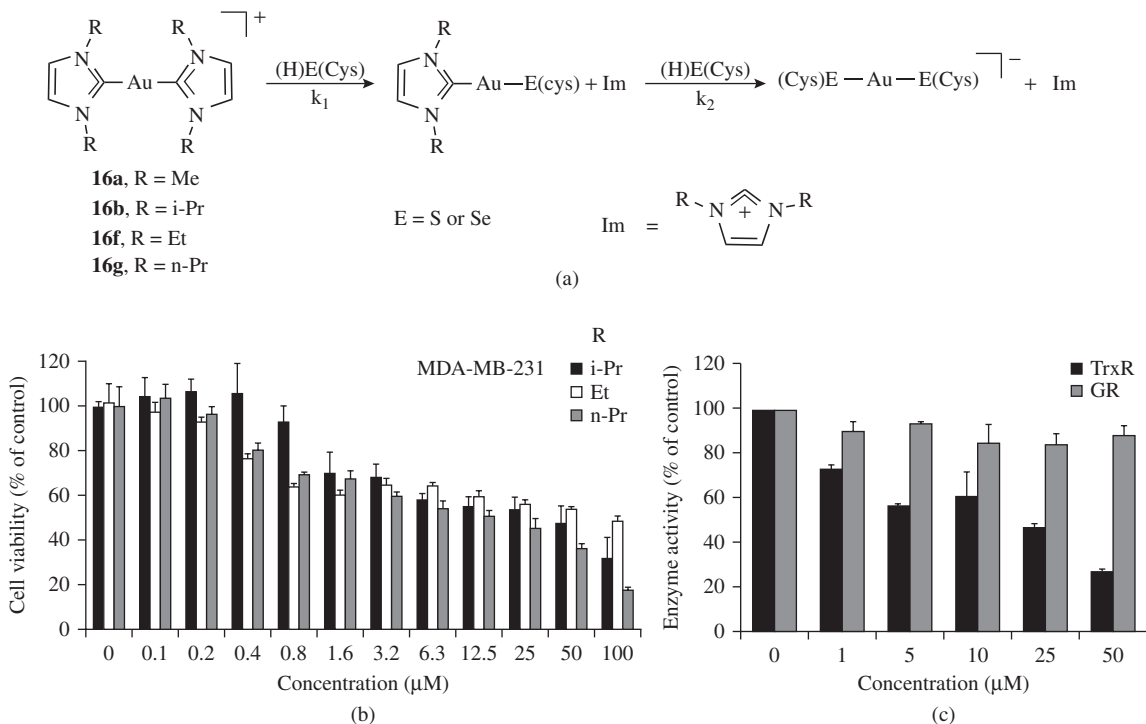 R
R
+
N
N
Au
N
N
R
R
(H)E(Cys)
k1
R
N
Au—E(cys) + Im
N
R
(H)E(Cys)
k2
(Cys)E — Au — E(Cys)
−
+ Im
16a, R = Me
16b, R = i-Pr
16f, R = Et
16g, R = n-Pr
E = S or Se
Im =
R
N
+
N
R
(a)
R
MDA-MB-231
i-Pr
Et
n-Pr
Cell viability (% of control)
120
100
80
60
40
20
0
0 0.1 0.2 0.4 0.8 1.6 3.2 6.3 12.5 25 50 100
Concentration (μM)
(b)
TrxR
GR
Enzyme activity (% of control)
120
100
80
60
40
20
0
0 1 5 10 25 50
Concentration (μM)
(c)